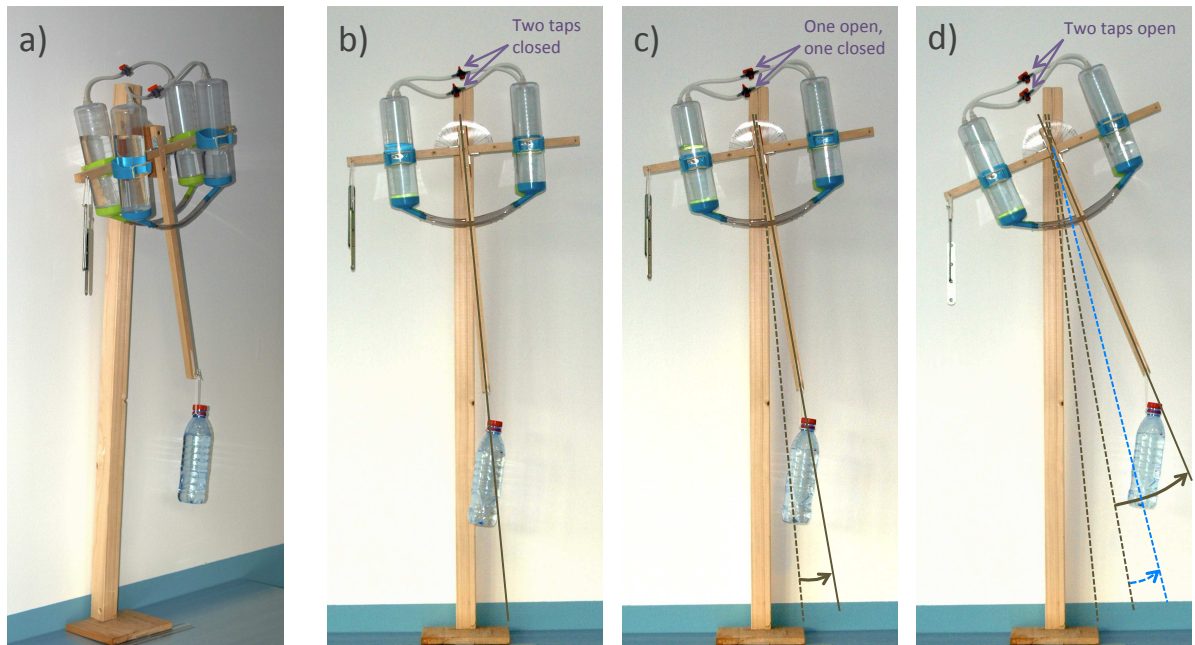 a)
b)
Two taps
closed
c)
One open,
one closed
d)
Two taps open